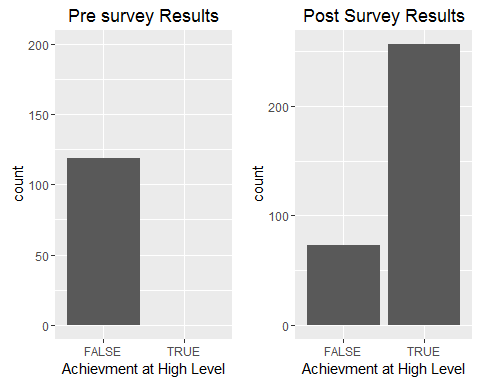 Pre survey Results
200
150
100
50
0
count
FALSE TRUE
Achievment at High Level
Post Survey Results
200
100
0
count
FALSE TRUE
Achievment at High Level